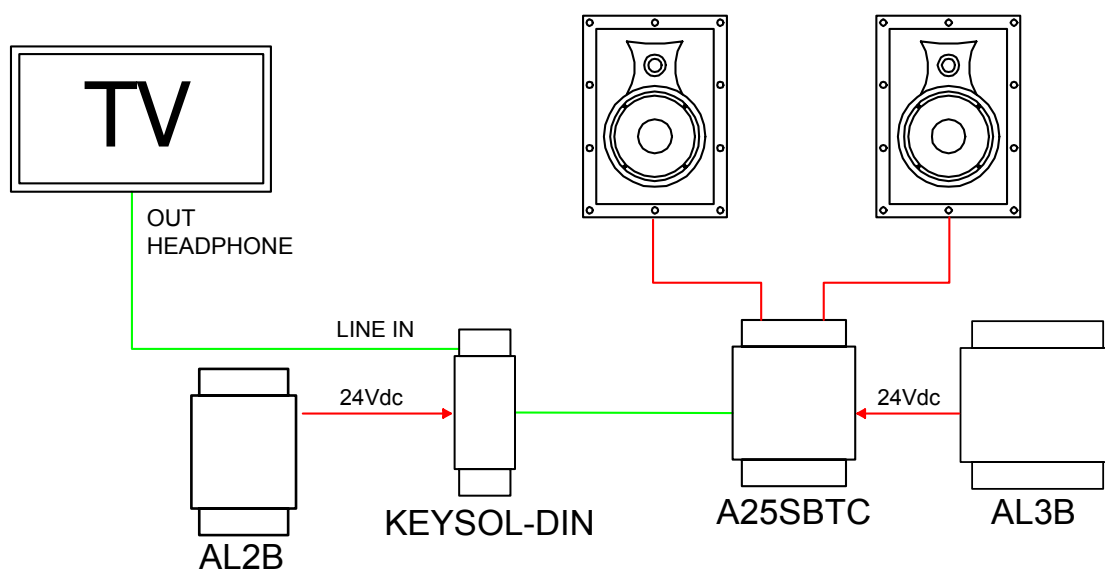 TV
OUT
HEADPHONE
LINE IN
24Vdc
24Vdc
KEYSOL-DIN
A25SBTC
AL3B
AL2B